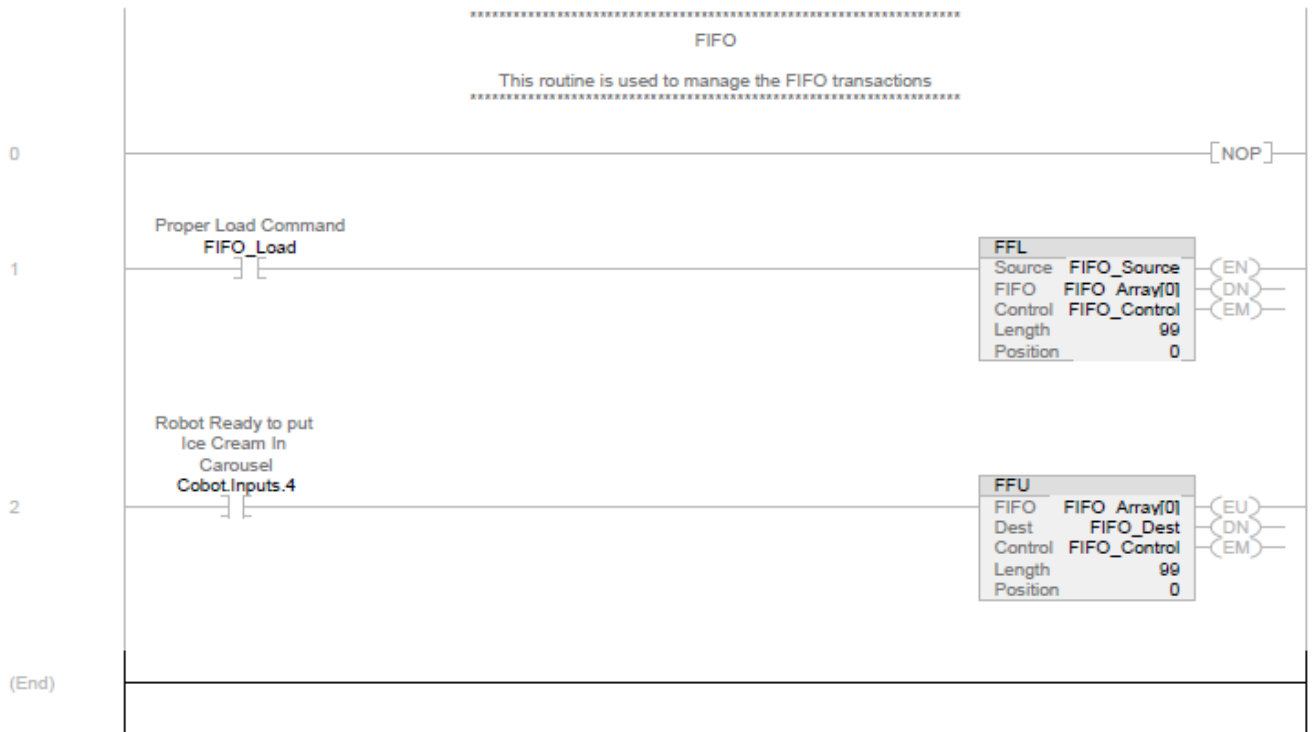 ********************************************************************
FIFO
This routine is used to manage the FIFO transactions
********************************************************************
0
[NOP]
Proper Load Command
FIFO_Load
1
FFL
Source FIFO_Source (EN)
FIFO FIFO_Array[0] (DN)
Control FIFO_Control (EM)
Length 99
Position 0
Robot Ready to put
Ice Cream In
Carousel
Cobot.Inputs.4
2
FFU
FIFO FIFO_Array[0] (EU)
Dest FIFO_Dest (DN)
Control FIFO_Control (EM)
Length 99
Position 0
(End)